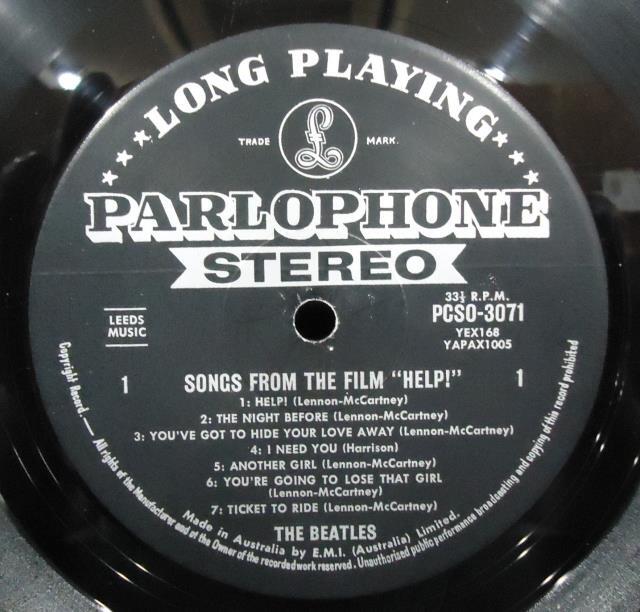 LONG PLAYING
TRADE MARK.
£
PARLOPHONE
STEREO
33⅓ R.P.M.
PCSO-3071
YEX168
YAPAX1005
LEEDS
MUSIC
1 SONGS FROM THE FILM "HELP!" 1
1: HELP! (Lennon-McCartney)
2: THE NIGHT BEFORE (Lennon-McCartney)
3: YOU'VE GOT TO HIDE YOUR LOVE AWAY (Lennon-McCartney)
4: I NEED YOU (Harrison)
5: ANOTHER GIRL (Lennon-McCartney)
6: YOU'RE GOING TO LOSE THAT GIRL
(Lennon-McCartney)
7: TICKET TO RIDE (Lennon-McCartney)
THE BEATLES
Made in Australia by E.M.I. (Australia) Limited.
Copyright Record.— All rights of the Manufacturer and of the Owner of the recorded work reserved. Unauthorised public performance broadcasting and copying of this record prohibited